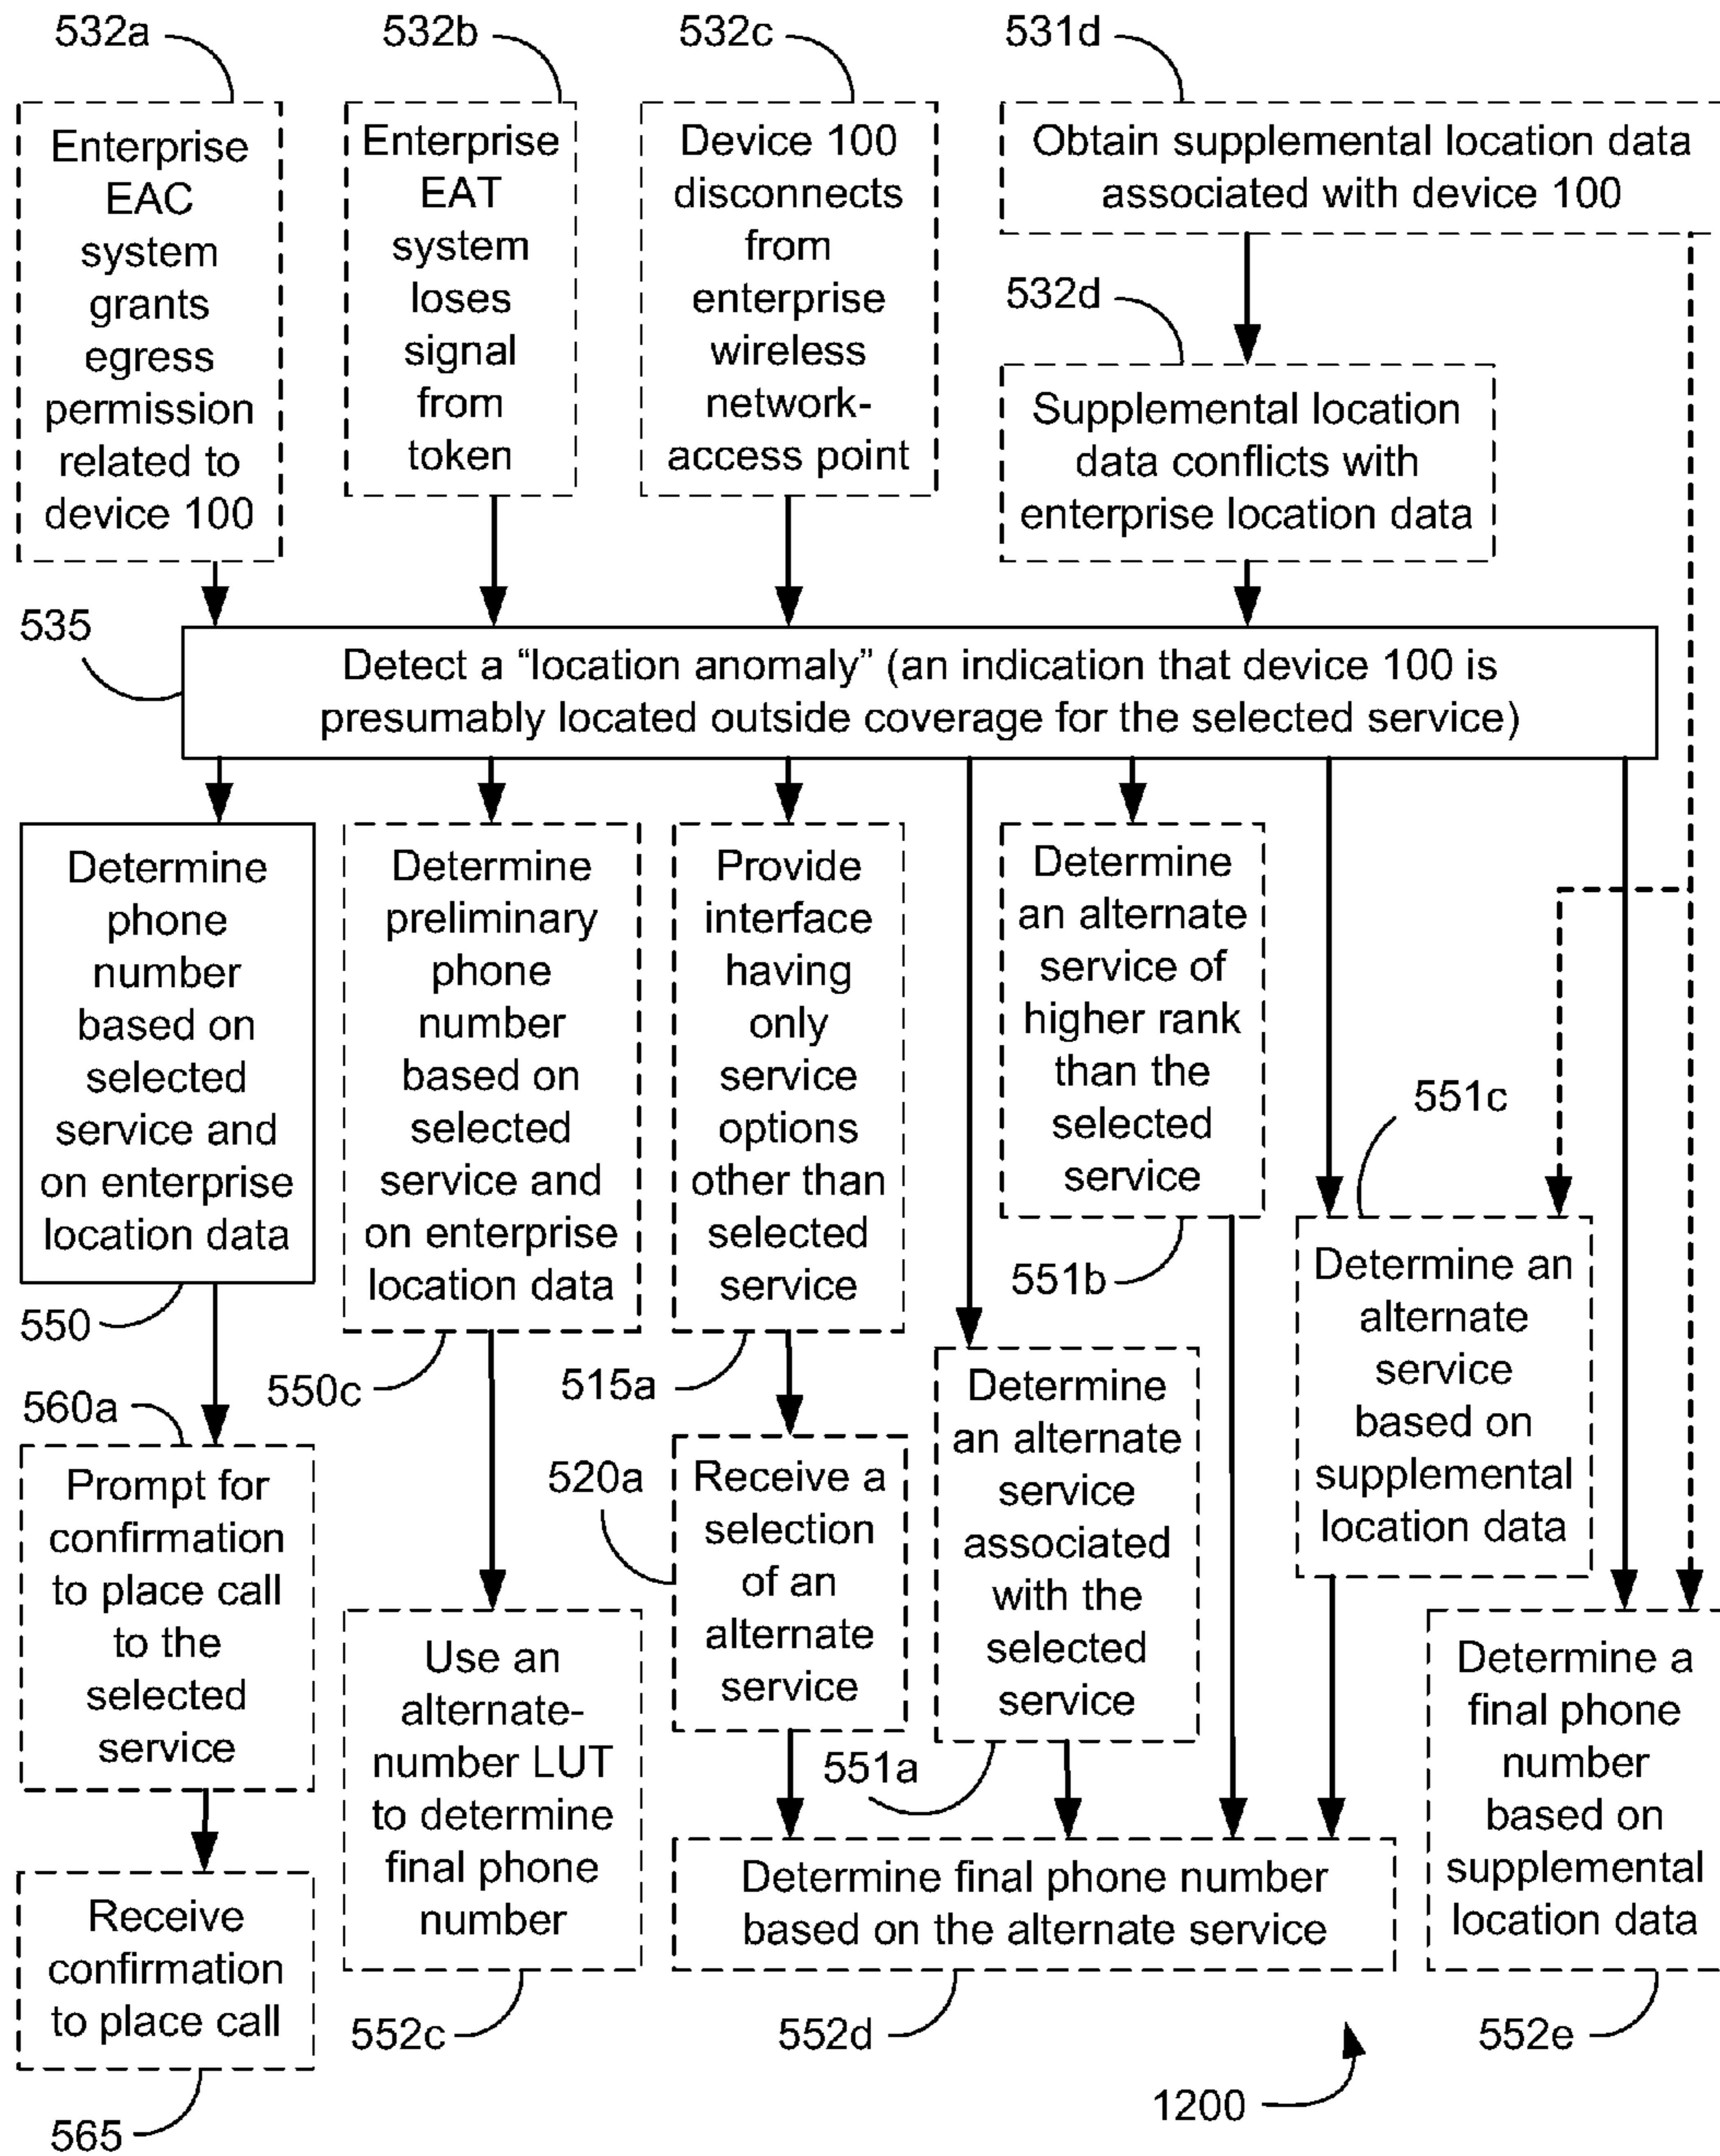 532a
532b
532c
531d
Enterprise
EAC
system
grants
egress
permission
related to
device 100
Enterprise
EAT
system
loses
signal
from
token
Device 100
disconnects
from
enterprise
wireless
network-
access point
Obtain supplemental location data
associated with device 100
532d
Supplemental location
data conflicts with
enterprise location data
535
Detect a “location anomaly” (an indication that device 100 is
presumably located outside coverage for the selected service)
Determine
phone
number
based on
selected
service and
on enterprise
location data
550
Determine
preliminary
phone
number
based on
selected
service and
on enterprise
location data
550c
Provide
interface
having
only
service
options
other than
selected
service
515a
Determine
an alternate
service of
higher rank
than the
selected
service
551b
551c
Determine an
alternate
service
based on
supplemental
location data
560a
Prompt for
confirmation
to place call
to the
selected
service
Use an
alternate-
number LUT
to determine
final phone
number
520a
Receive a
selection
of an
alternate
service
Determine
an alternate
service
associated
with the
selected
service
551a
Determine a
final phone
number
based on
supplemental
location data
Receive
confirmation
to place call
Determine final phone number
based on the alternate service
565
552c
552d
552e
1200